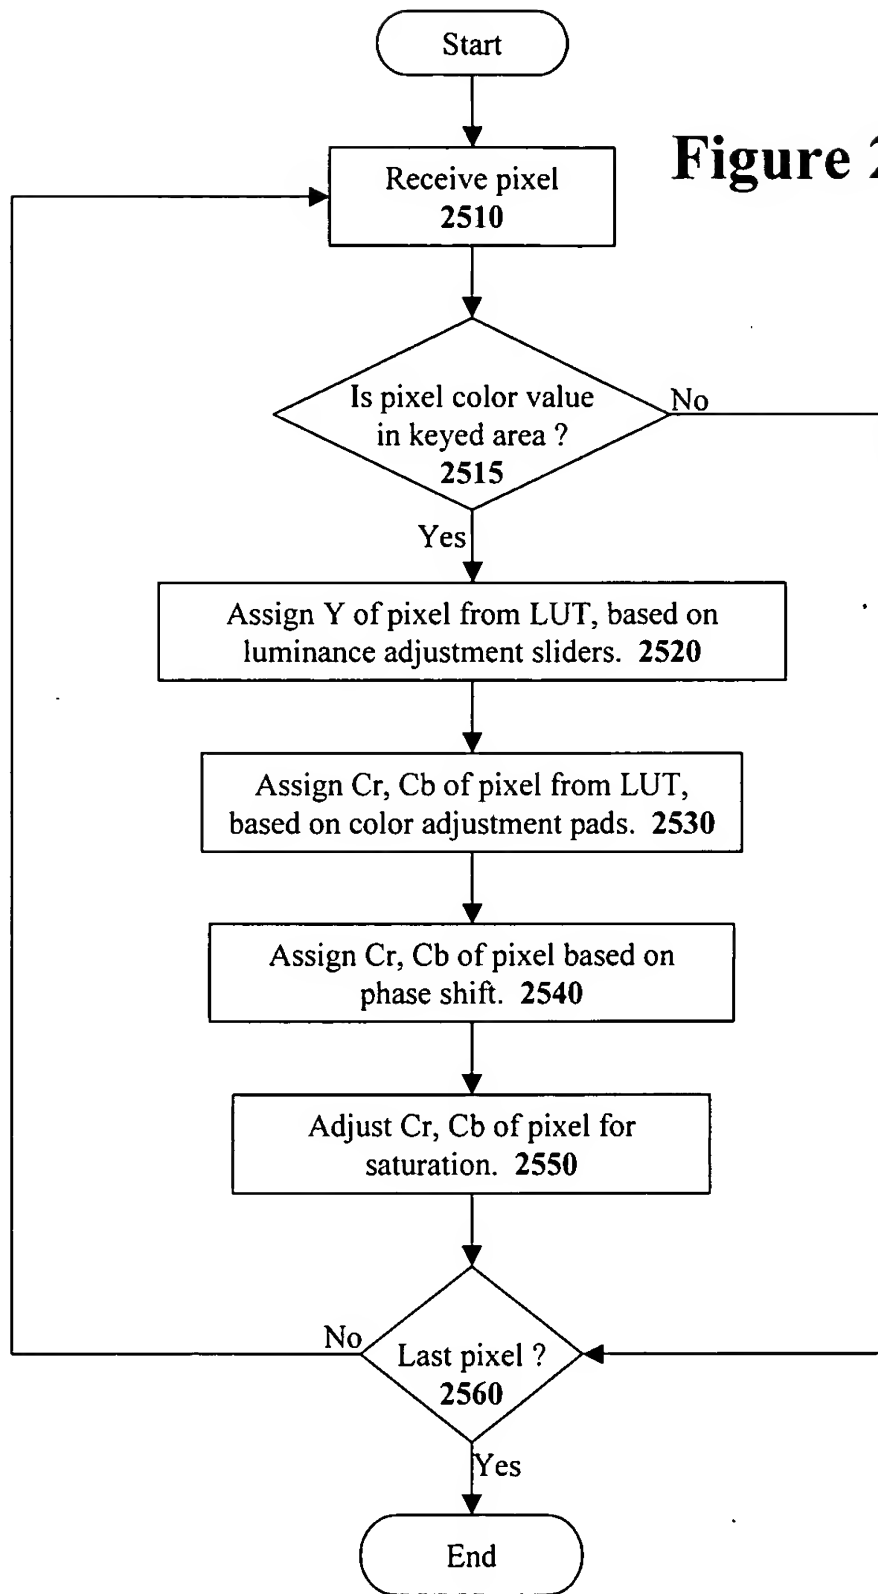 Start
Figure 2
Receive pixel
2510
Is pixel color value
in keyed area ?
2515
No
Yes
Assign Y of pixel from LUT, based on
luminance adjustment sliders. 2520
Assign Cr, Cb of pixel from LUT,
based on color adjustment pads. 2530
Assign Cr, Cb of pixel based on
phase shift. 2540
Adjust Cr, Cb of pixel for
saturation. 2550
No
Last pixel ?
2560
Yes
End